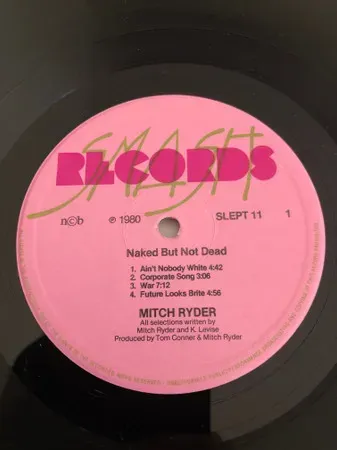 SMASH
RECORDS
ncb ℗ 1980 SLEPT 11 1
Naked But Not Dead
1. Ain't Nobody White 4:42
2. Corporate Song 3:06
3. War 7:12
4. Future Looks Brite 4:56
MITCH RYDER
All selections written by
Mitch Ryder and K. Levise
Produced by Tom Conner & Mitch Ryder